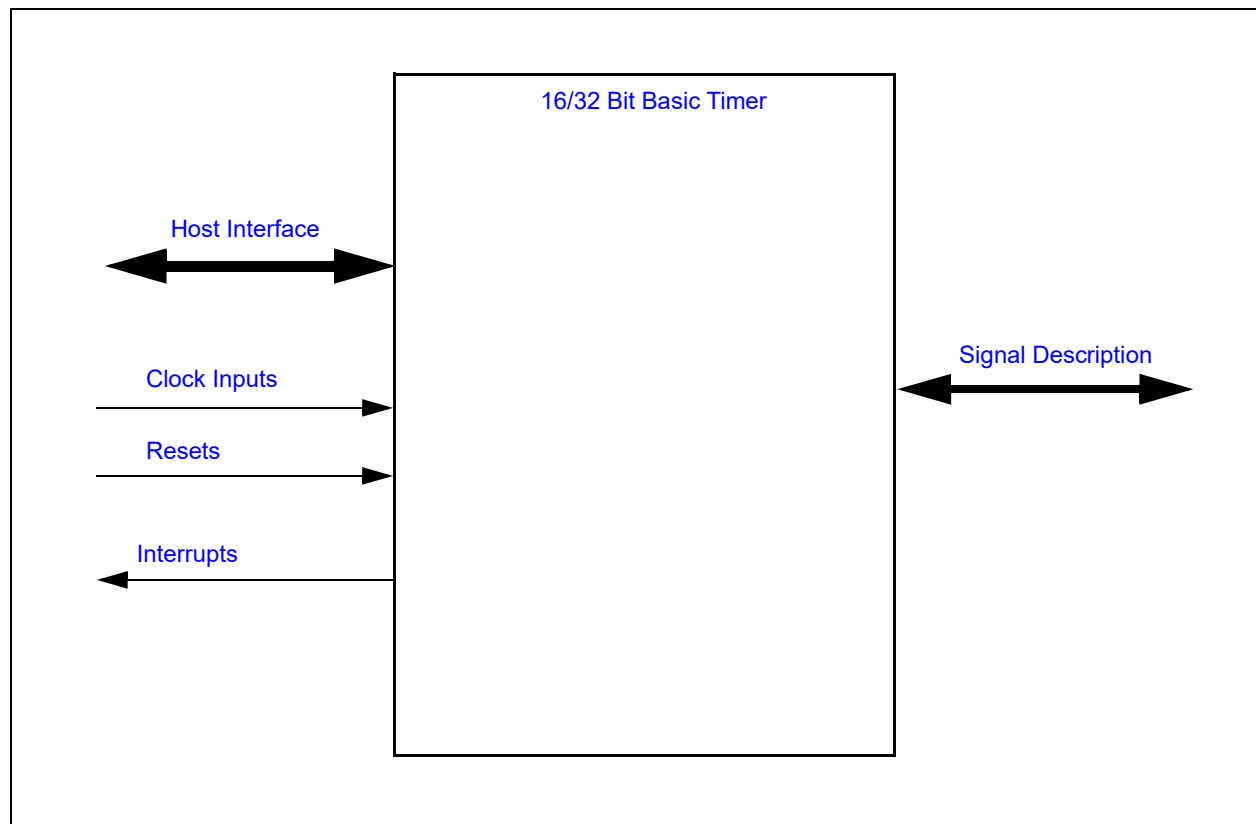 16/32 Bit Basic Timer
Host Interface
Signal Description
Clock Inputs
Resets
Interrupts